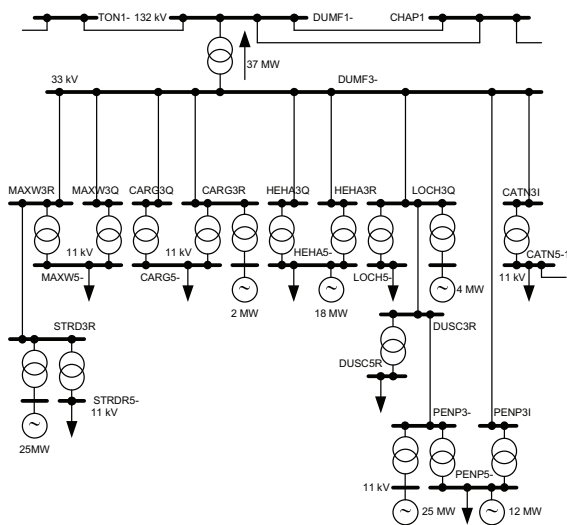 TON1- 132 kV DUMF1- CHAP1
37 MW
33 kV DUMF3-
MAXW3R MAXW3Q CARG3Q CARG3R HEHA3Q HEHA3R LOCH3Q CATN3I
11 kV 11 kV HEHA5- CATN5-1
MAXW5- CARG5- LOCH5- 11 kV
~ ~ ~
2 MW 18 MW 4 MW
STRD3R DUSC3R
DUSC5R
STRDR5-
11 kV
~
25MW
PENP3- PENP3I
PENP5-
11 kV
~ ~
25 MW 12 MW